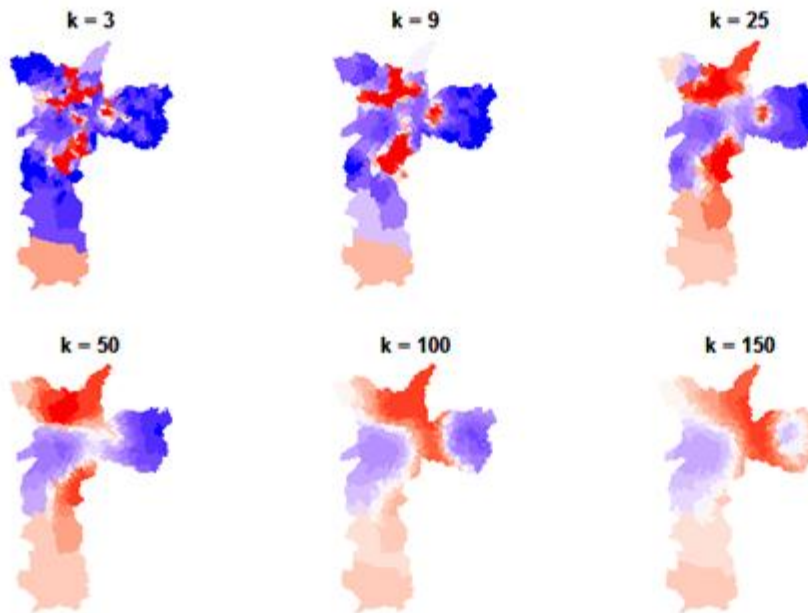 k = 3
k = 9
k = 25
k = 50
k = 100
k = 150